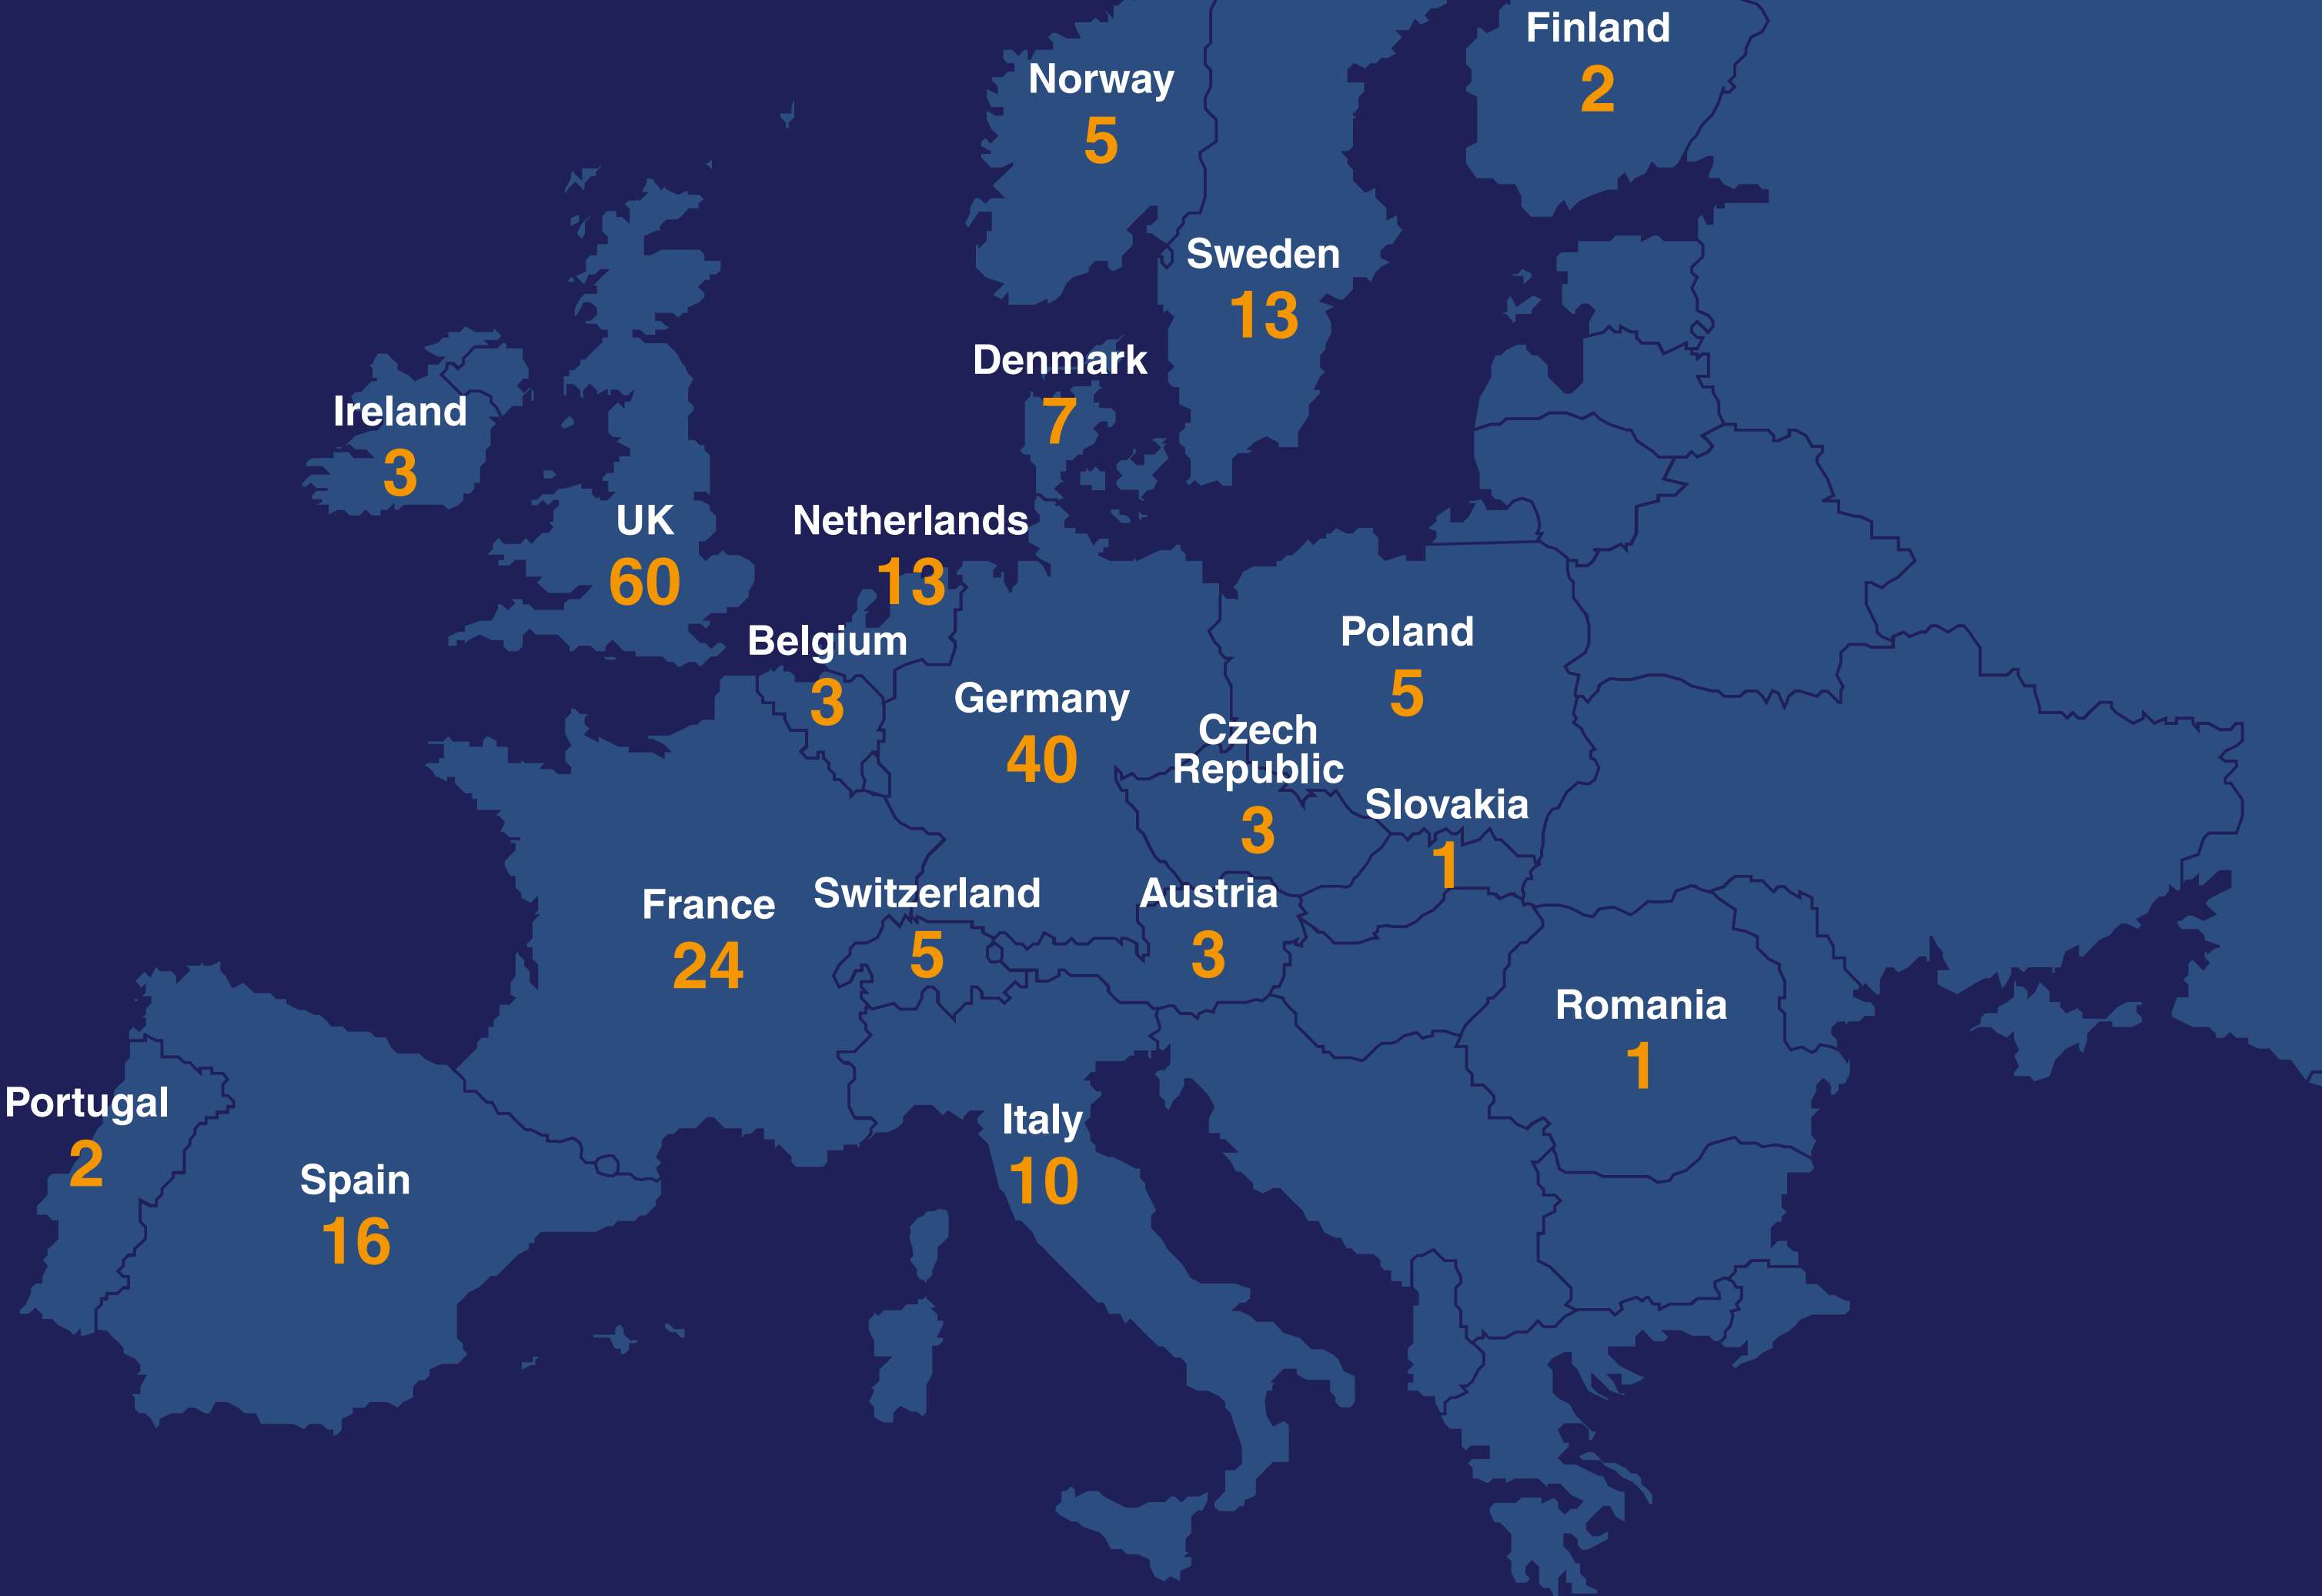 Finland
2
Norway
5
Sweden
13
Denmark
7
Ireland
3
UK
60
Netherlands
13
Belgium
3
Poland
5
Germany
40
Czech
Republic
3
Slovakia
1
France
24
Switzerland
5
Austria
3
Romania
1
Portugal
2
Spain
16
Italy
10